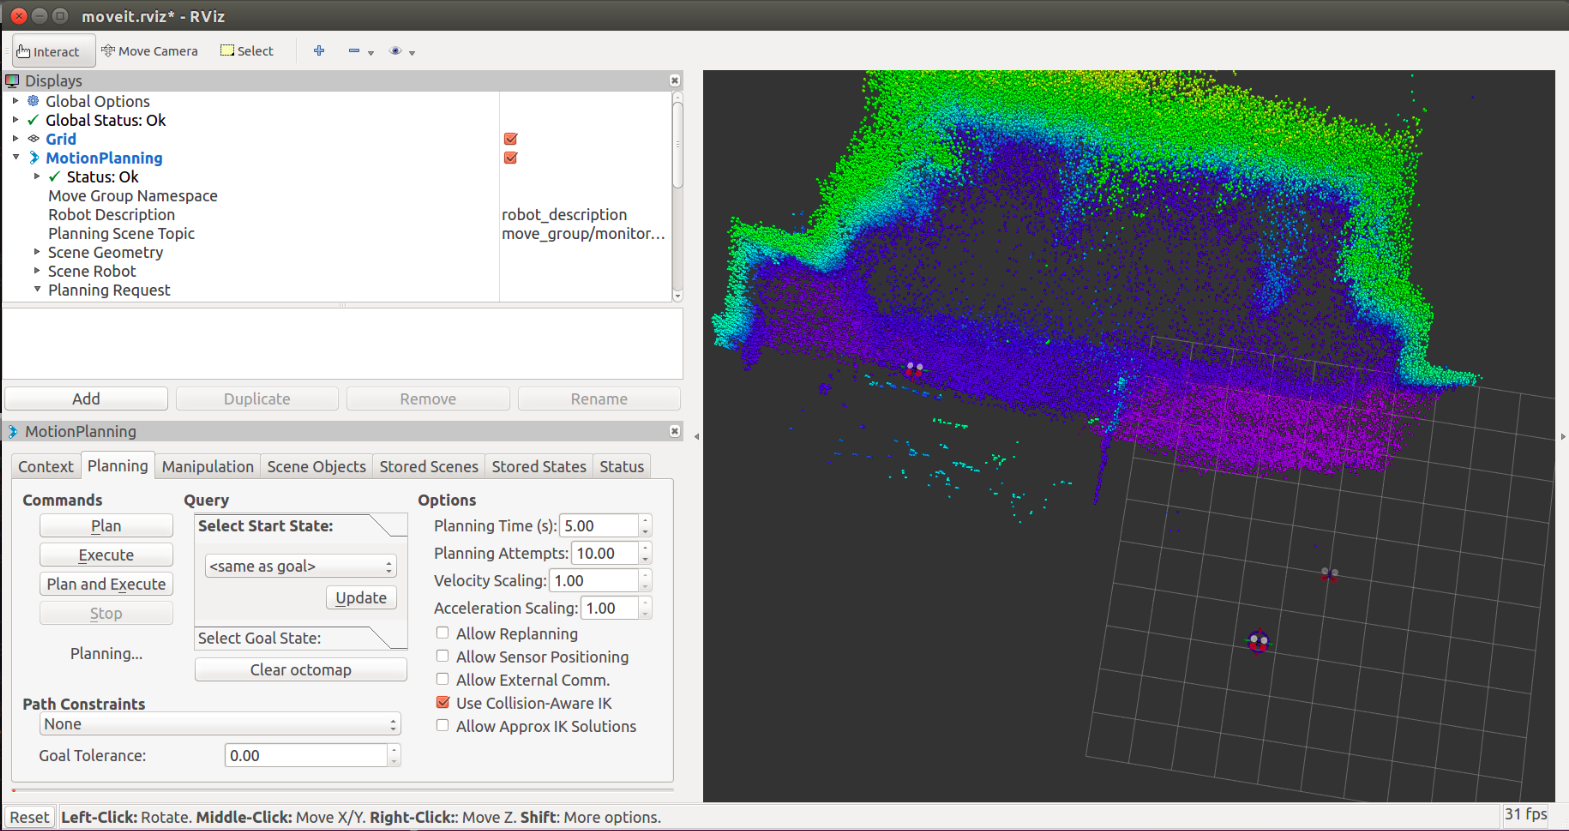 moveit.rviz* - RViz
Interact Move Camera Select
Displays
Global Options
Global Status: Ok
Grid
MotionPlanning
Status: Ok
Move Group Namespace
Robot Description robot_description
Planning Scene Topic move_group/monitor...
Scene Geometry
Scene Robot
Planning Request
Add Duplicate Remove Rename
MotionPlanning
Context Planning Manipulation Scene Objects Stored Scenes Stored States Status
Commands
Plan
Execute
Plan and Execute
Stop
Planning...
Query
Select Start State:
<same as goal>
Update
Select Goal State:
Clear octomap
Options
Planning Time (s): 5.00
Planning Attempts: 10.00
Velocity Scaling: 1.00
Acceleration Scaling: 1.00
Allow Replanning
Allow Sensor Positioning
Allow External Comm.
Use Collision-Aware IK
Allow Approx IK Solutions
Path Constraints
None
Goal Tolerance: 0.00
Reset Left-Click: Rotate. Middle-Click: Move X/Y. Right-Click:: Move Z. Shift: More options. 31 fps